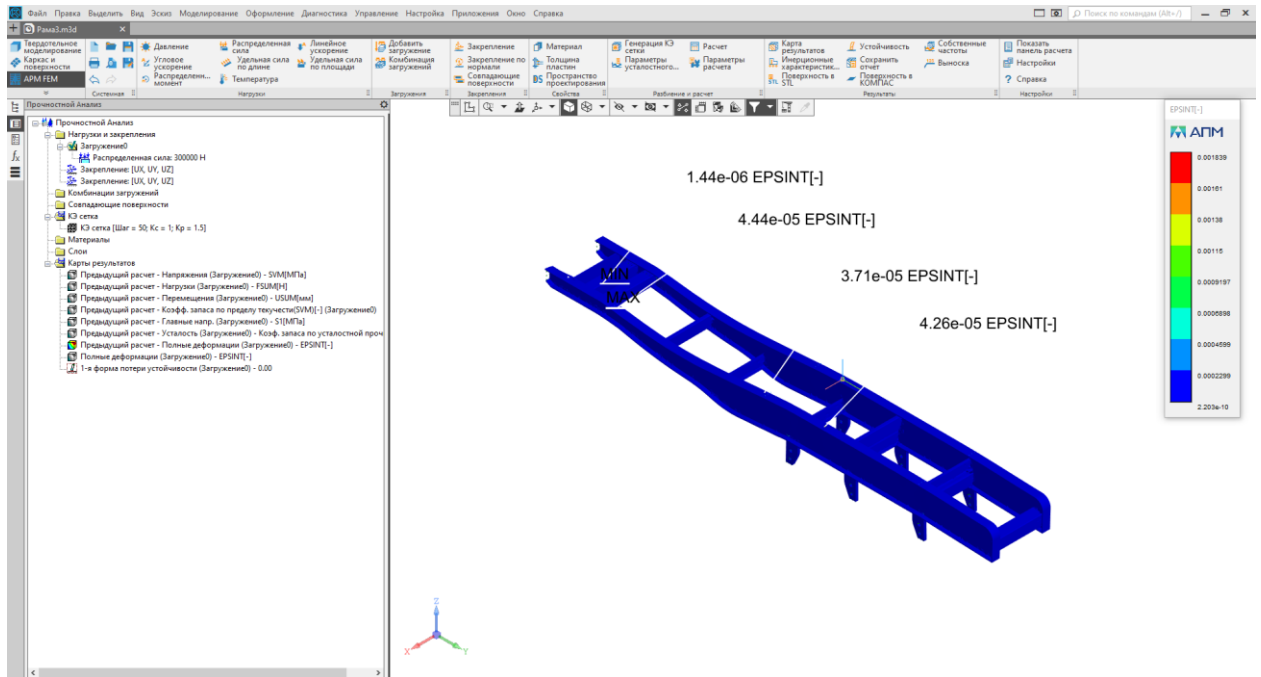 Файл Правка Выделить Вид Эскиз Моделирование Оформление Диагностика Управление Настройка Приложения Окно Справка
Поиск по командам (Alt+/)
Рама3.m3d
Твердотельное моделирование
Каркас и поверхности
APM FEM
Системная
Давление
Угловое ускорение
Распределенн... момент
Распределенная сила
Удельная сила по длине
Температура
Линейное ускорение
Удельная сила по площади
Нагрузки
Добавить загружение
Комбинация загружений
Загружения
Закрепление
Закрепление по нормали
Совпадающие поверхности
Закрепления
Материал
Толщина пластин
BS Пространство проектирования
Свойства
Генерация КЭ сетки
Параметры усталостного...
Расчет
Параметры расчета
Разбиение и расчет
Карта результатов
Инерционные характеристик...
STL Поверхность в STL
Устойчивость
Сохранить отчет
Поверхность в КОМПАС
Собственные частоты
Выноска
Результаты
Показать панель расчета
Настройки
Справка
Настройки
Прочностной Анализ
Прочностной Анализ
Нагрузки и закрепления
Загружение0
Распределенная сила: 300000 Н
Закрепление: [UX, UY, UZ]
Закрепление: [UX, UY, UZ]
Комбинации загружений
Совпадающие поверхности
КЭ сетка
КЭ сетка [Шаг = 50; Кс = 1; Кр = 1.5]
Материалы
Слои
Карты результатов
Предыдущий расчет - Напряжения (Загружение0) - SVM[МПа]
Предыдущий расчет - Нагрузки (Загружение0) - FSUM[Н]
Предыдущий расчет - Перемещения (Загружение0) - USUM[мм]
Предыдущий расчет - Коэфф. запаса по пределу текучести(SVM)[-] (Загружение0)
Предыдущий расчет - Главные напр. (Загружение0) - S1[МПа]
Предыдущий расчет - Усталость (Загружение0) - Коэф. запаса по усталостной проч
Предыдущий расчет - Полные деформации (Загружение0) - EPSINT[-]
Полные деформации (Загружение0) - EPSINT[-]
1-я форма потери устойчивости (Загружение0) - 0.00
1.44e-06 EPSINT[-]
4.44e-05 EPSINT[-]
3.71e-05 EPSINT[-]
4.26e-05 EPSINT[-]
MIN
MAX
Z
X
Y
EPSINT[-]
АПМ
0.001839
0.00161
0.00138
0.00115
0.0009197
0.0006898
0.0004599
0.0002299
2.203e-10